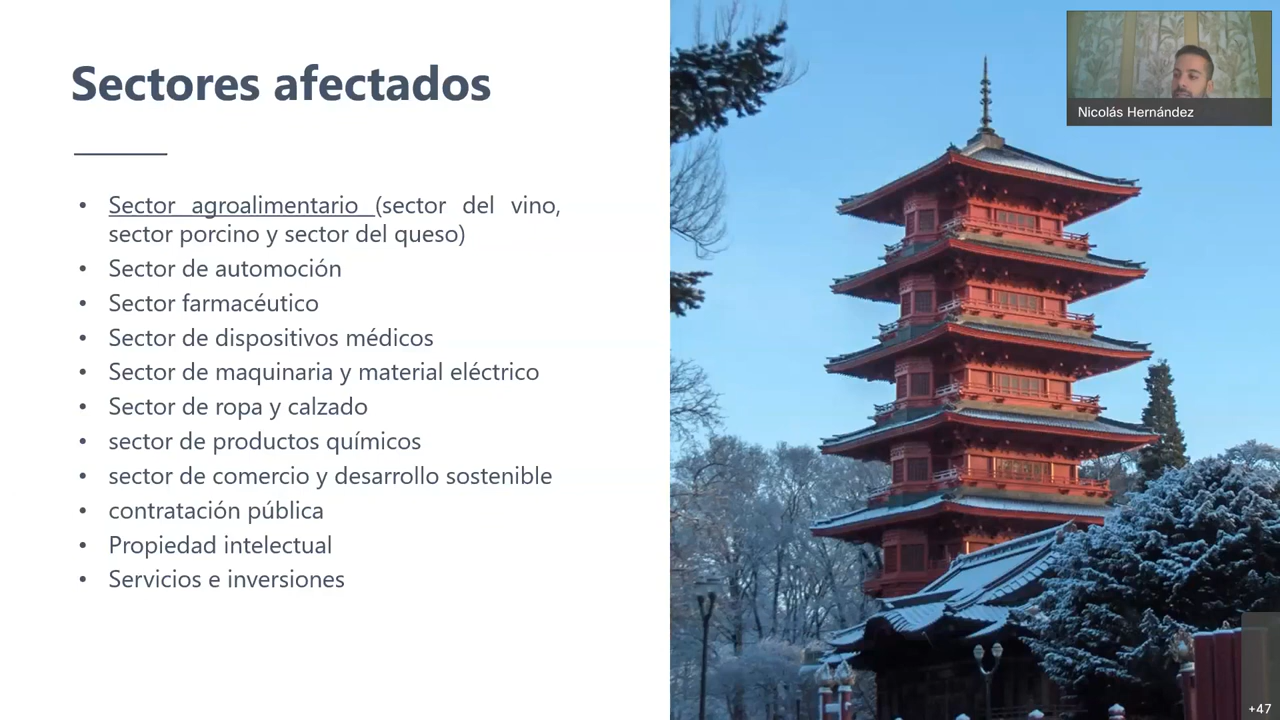 Sectores afectados
Nicolás Hernández
• Sector agroalimentario (sector del vino,
sector porcino y sector del queso)
• Sector de automoción
• Sector farmacéutico
• Sector de dispositivos médicos
• Sector de maquinaria y material eléctrico
• Sector de ropa y calzado
• sector de productos químicos
• sector de comercio y desarrollo sostenible
• contratación pública
• Propiedad intelectual
• Servicios e inversiones
+47